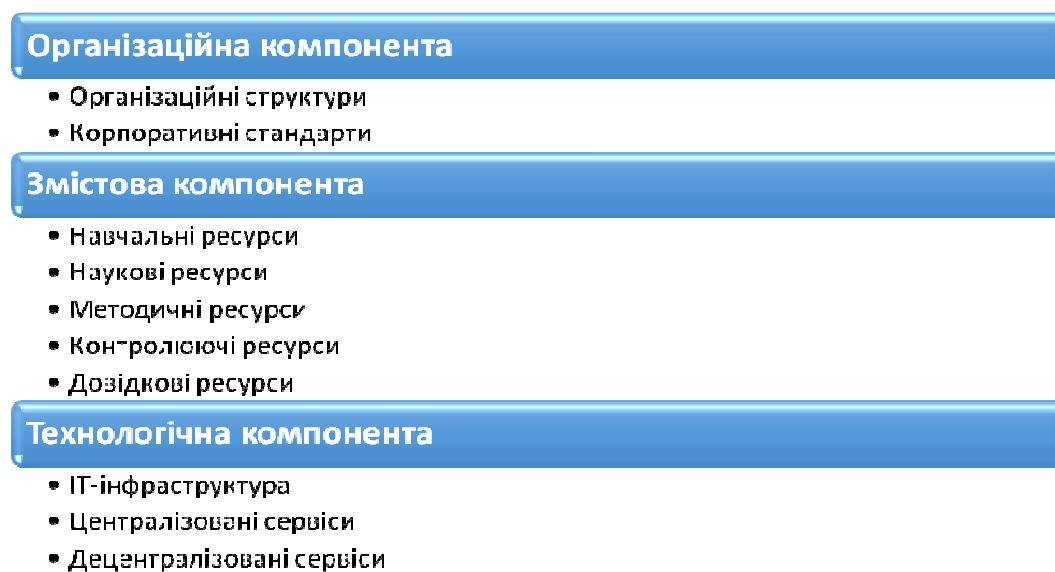 Організаційна компонента
• Організаційні структури
• Корпоративні стандарти
Змістова компонента
• Навчальні ресурси
• Наукові ресурси
• Методичні ресурси
• Контролюючі ресурси
• Довідкові ресурси
Технологічна компонента
• ІТ-інфраструктура
• Централізовані сервіси
• Децентралізовані сервіси